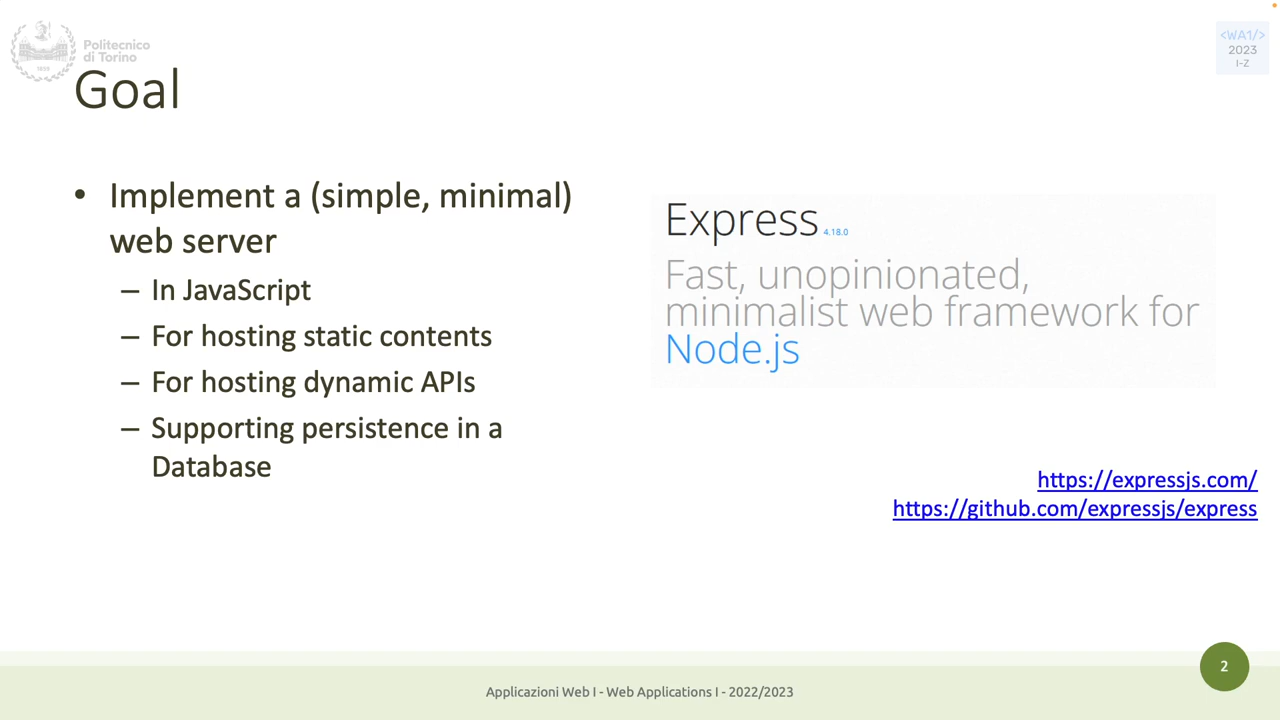 Politecnico
di Torino
1859
<WA1/>
2023
I-Z
Goal
• Implement a (simple, minimal)
web server
– In JavaScript
– For hosting static contents
– For hosting dynamic APIs
– Supporting persistence in a
Database
Express 4.18.0
Fast, unopinionated,
minimalist web framework for
Node.js
https://expressjs.com/
https://github.com/expressjs/express
Applicazioni Web I - Web Applications I - 2022/2023
2